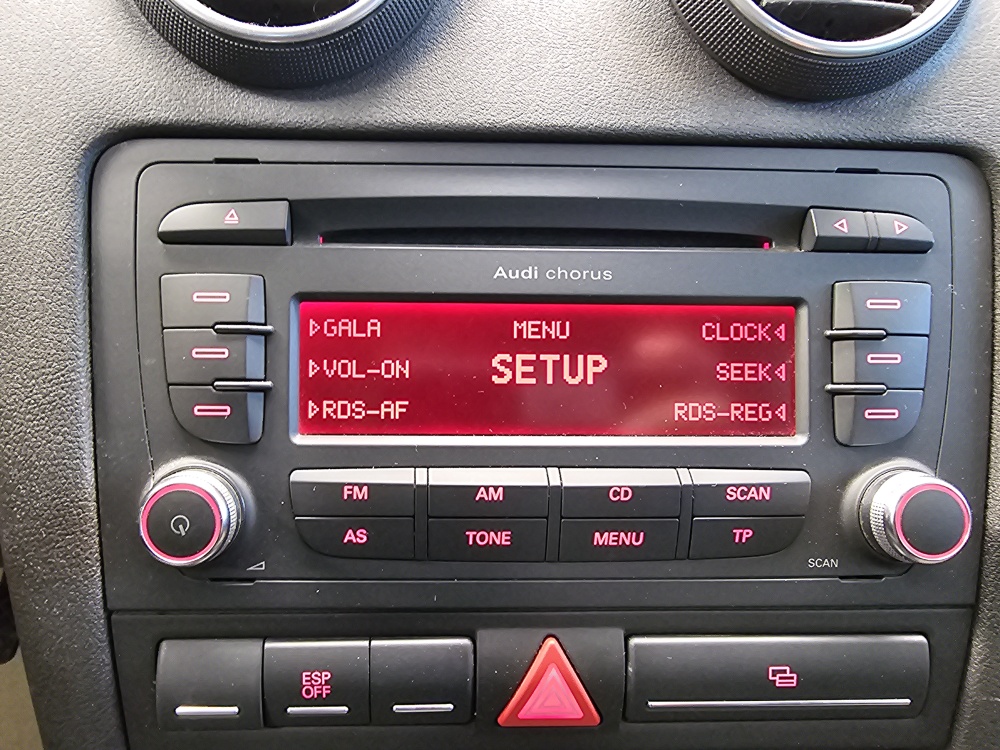 Audi chorus
GALA MENU CLOCK
VOL-ON SETUP SEEK
RDS-AF RDS-REG
FM AM CD SCAN
AS TONE MENU TP
SCAN
ESP
OFF